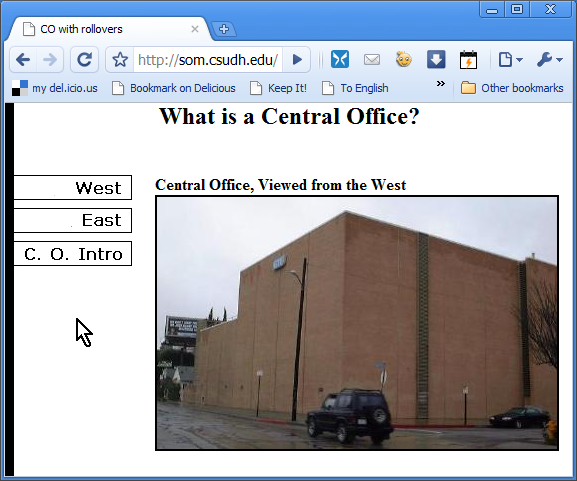 CO with rollovers
http://som.csudh.edu/
my del.icio.us
Bookmark on Delicious
Keep It!
To English
»
Other bookmarks
What is a Central Office?
West
East
C. O. Intro
Central Office, Viewed from the West